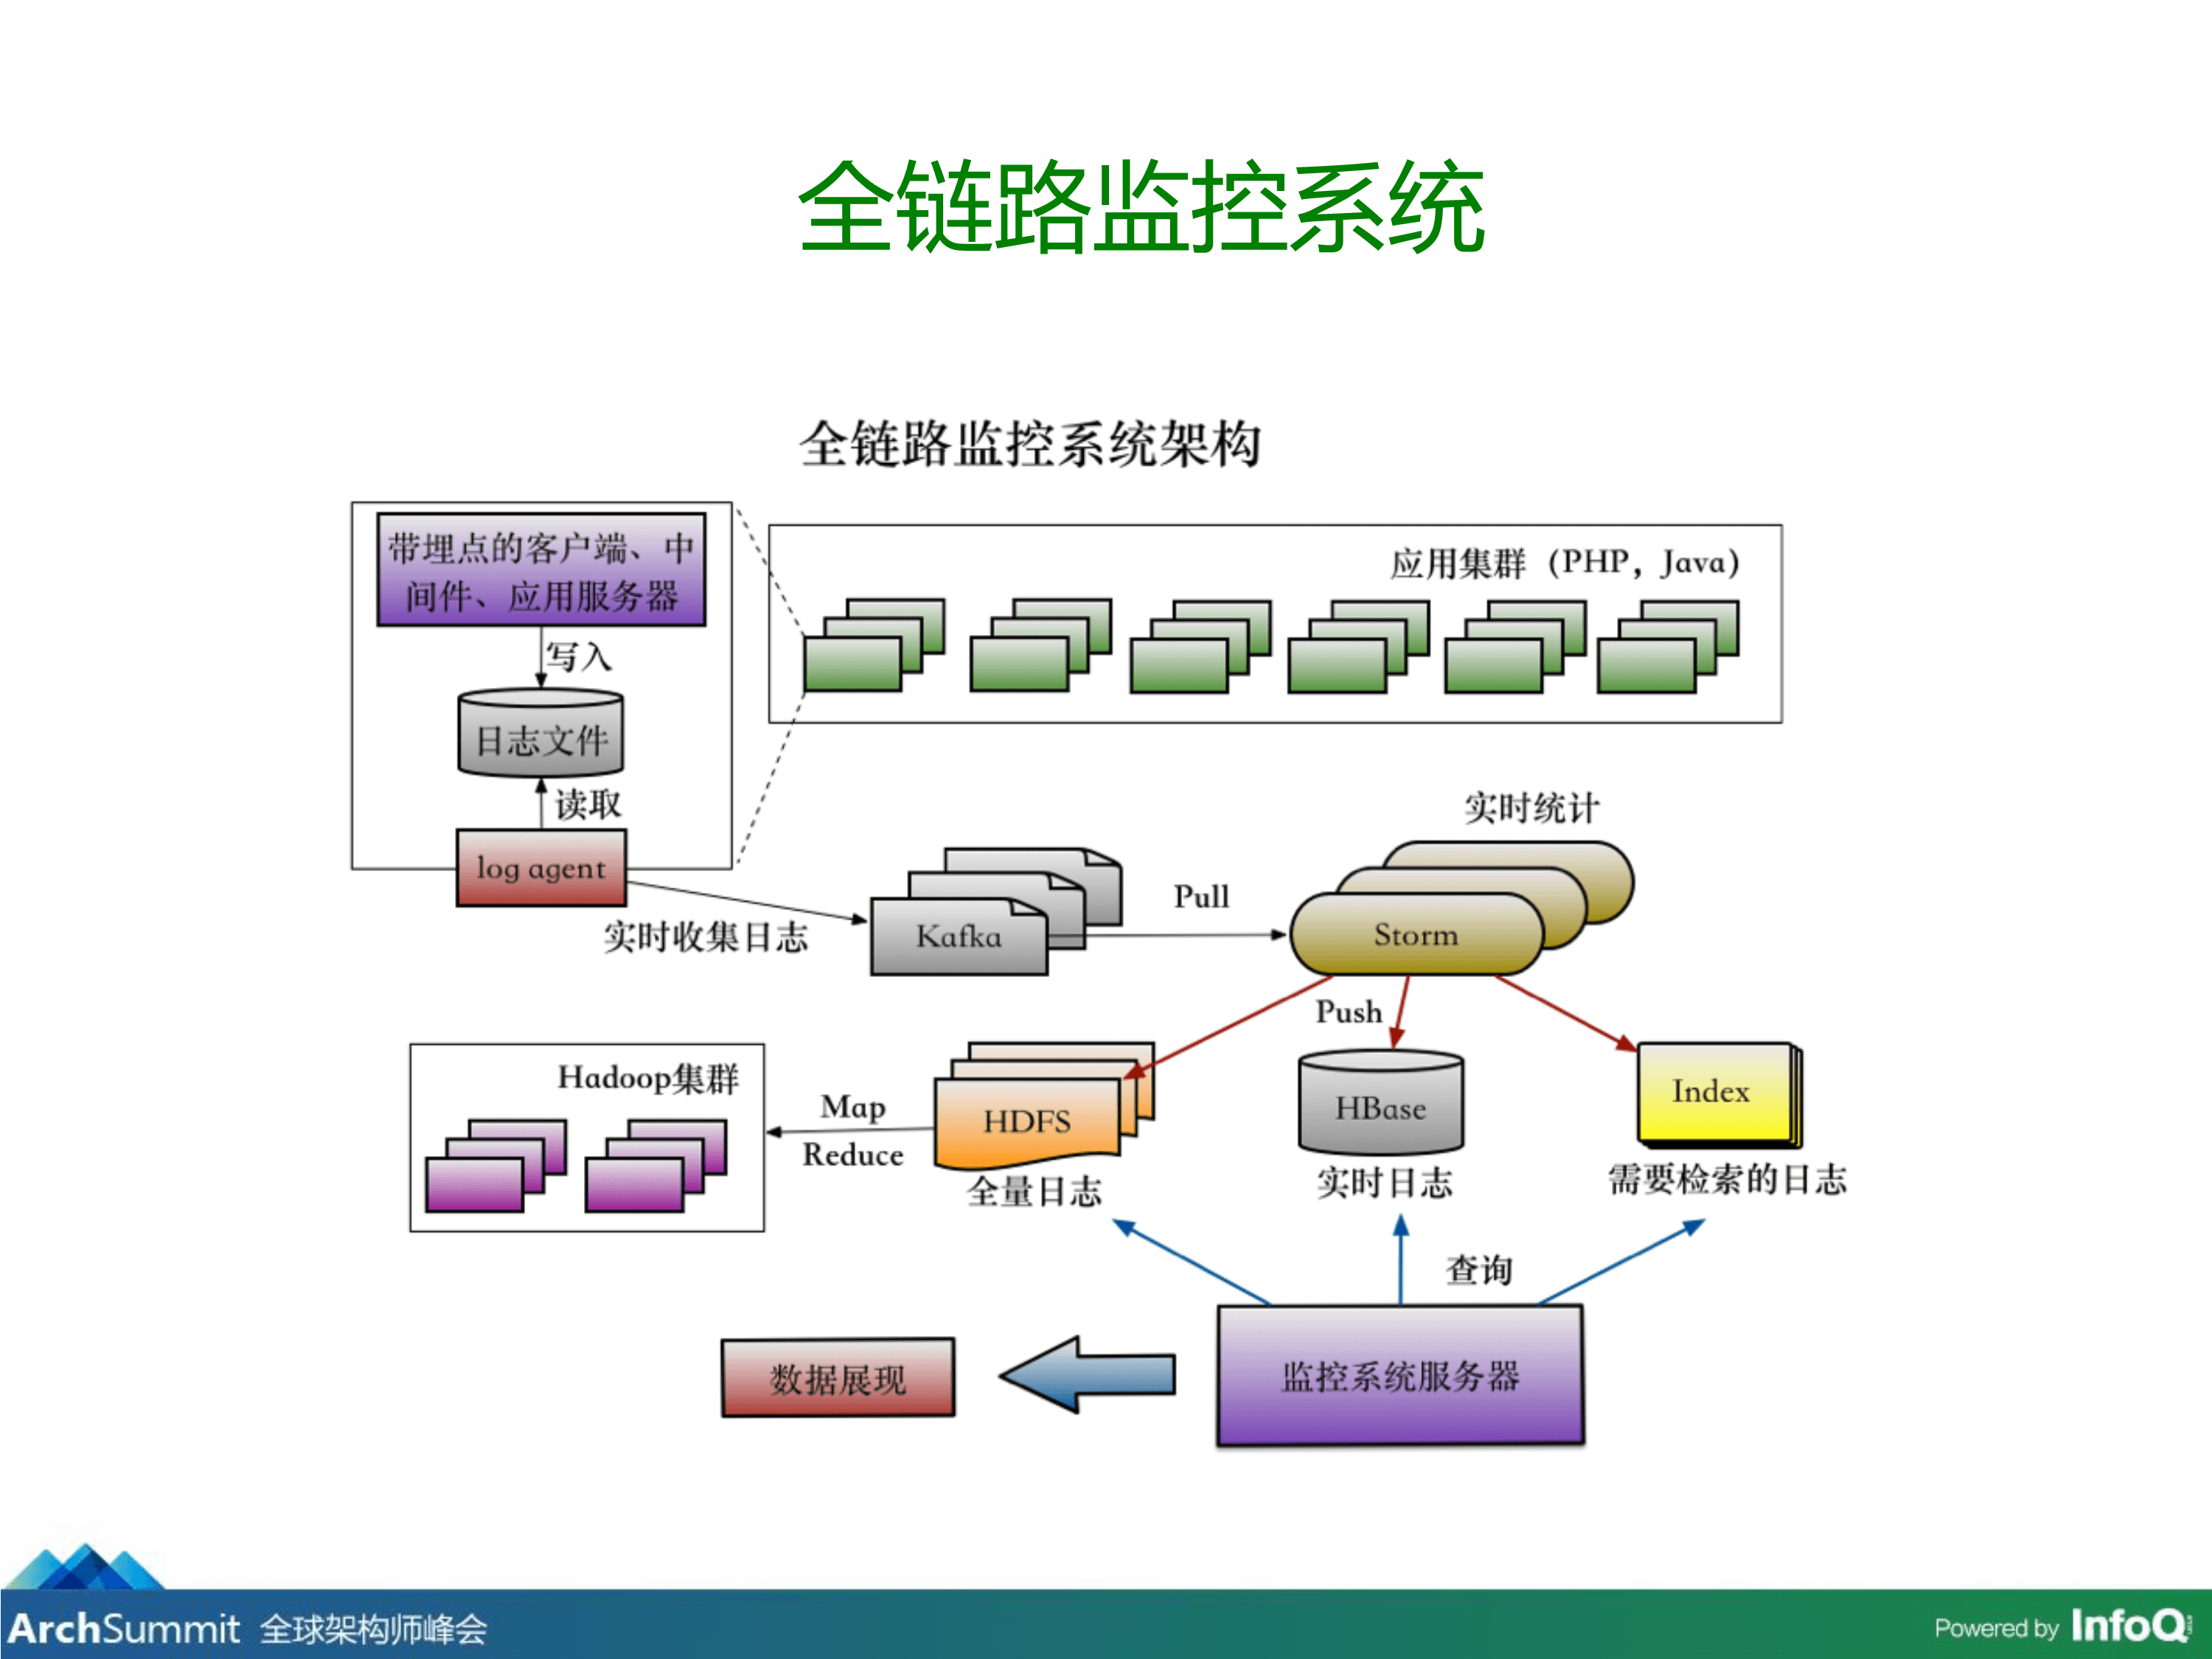 全链路监控系统
全链路监控系统架构
带埋点的客户端、中
间件、应用服务器
写入
日志文件
读取
log agent
应用集群（PHP，Java）
实时收集日志
Kafka
Pull
实时统计
Storm
Push
Hadoop集群
Map
Reduce
HDFS
全量日志
HBase
实时日志
Index
需要检索的日志
查询
数据展现
监控系统服务器
ArchSummit 全球架构师峰会
Powered by InfoQ